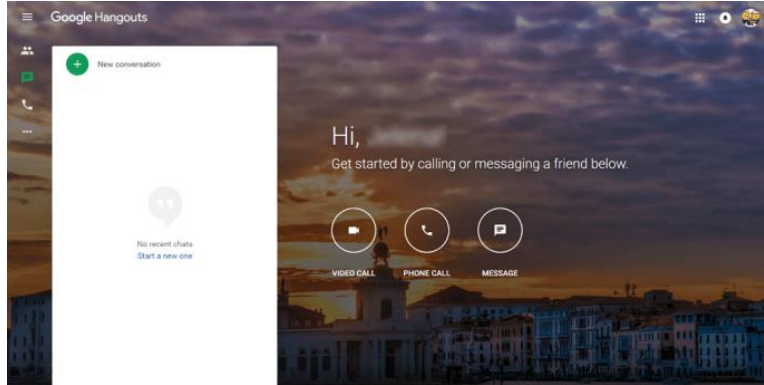 Google Hangouts
New conversation
No recent chats
Start a new one
Hi,
Get started by calling or messaging a friend below.
VIDEO CALL
PHONE CALL
MESSAGE